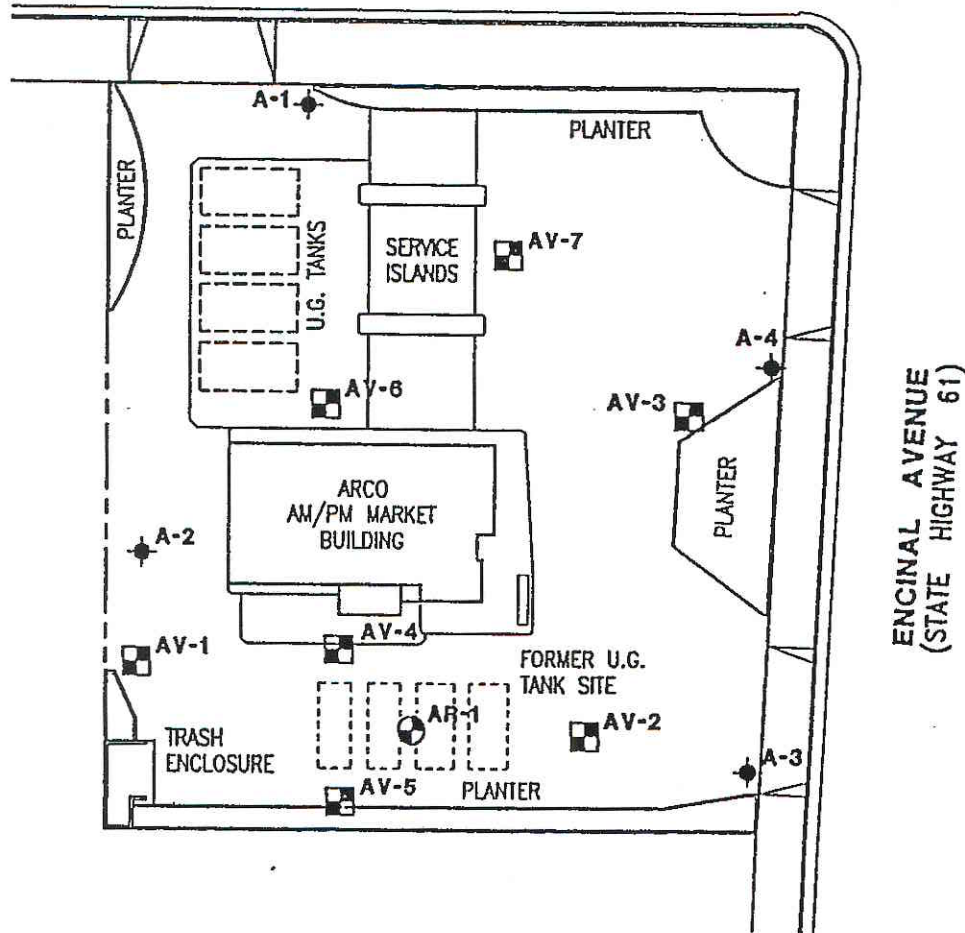 A-1
PLANTER
PLANTER
U.G. TANKS
SERVICE
ISLANDS
AV-7
A-4
AV-6
AV-3
ARCO
AM/PM MARKET
BUILDING
PLANTER
ENCINAL AVENUE
(STATE HIGHWAY 61)
A-2
AV-1
AV-4
FORMER U.G.
TANK SITE
AR-1
AV-2
TRASH
ENCLOSURE
A-3
AV-5
PLANTER